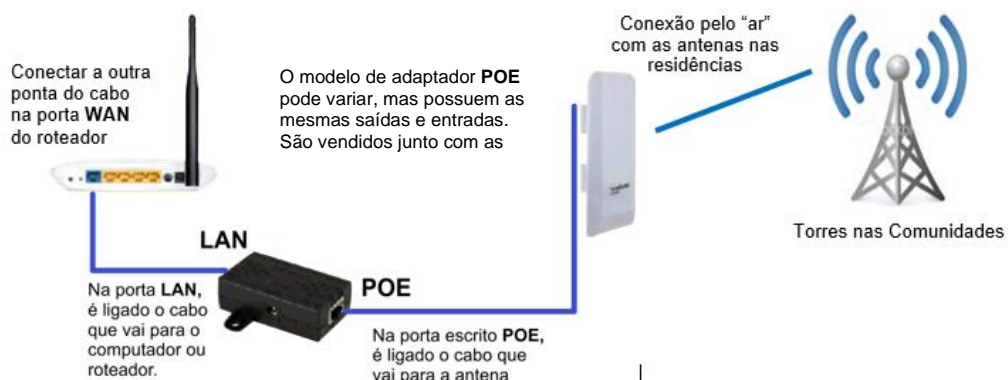 Conectar a outra
ponta do cabo
na porta WAN
do roteador
O modelo de adaptador POE
pode variar, mas possuem as
mesmas saídas e entradas.
São vendidos junto com as
Conexão pelo “ar”
com as antenas nas
residências
Torres nas Comunidades
LAN
POE
Na porta LAN,
é ligado o cabo
que vai para o
computador ou
roteador.
Na porta escrito POE,
é ligado o cabo que
vai para a antena